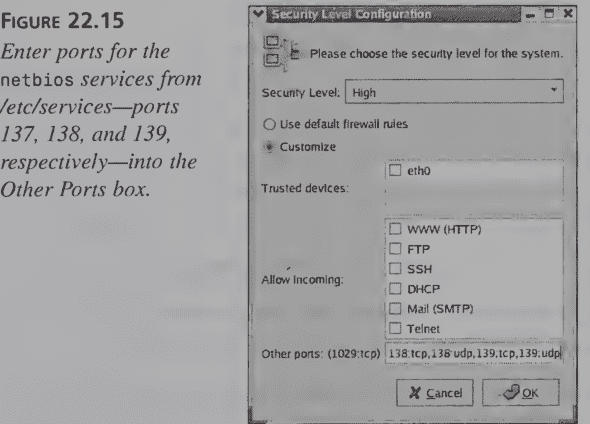 FIGURE 22.15
Enter ports for the
netbios services from
/etc/services—ports
137, 138, and 139,
respectively—into the
Other Ports box.
Security Level Configuration
Please choose the security level for the system.
Security Level: High
Use default firewall rules
Customize
Trusted devices:
eth0
Allow Incoming:
WWW (HTTP)
FTP
SSH
DHCP
Mail (SMTP)
Telnet
Other ports: (1029:tcp) 138:tcp,138:udp,139:tcp,139:udp
Cancel
OK